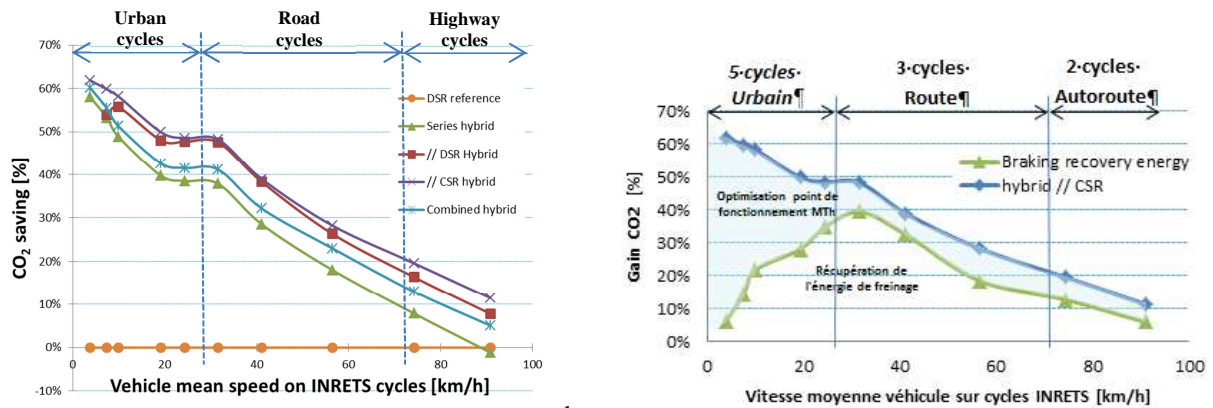 Urban
cycles
Road
cycles
Highway
cycles
70%
60%
50%
40%
30%
20%
10%
0%
-10%
CO2 saving [%]
DSR reference
Series hybrid
// DSR Hybrid
// CSR hybrid
Combined hybrid
0 20 40 60 80 100
Vehicle mean speed on INRETS cycles [km/h]
5·cycles·
Urbain¶
3·cycles·
Route¶
2·cycles·
Autoroute¶
70%
60%
50%
40%
30%
20%
10%
0%
Gain CO2 [%]
Braking recovery energy
hybrid // CSR
Optimisation point de
fonctionnement MTh
Récupération de
l'énergie de freinage
0 20 40 60 80 100
Vitesse moyenne véhicule sur cycles INRETS [km/h]